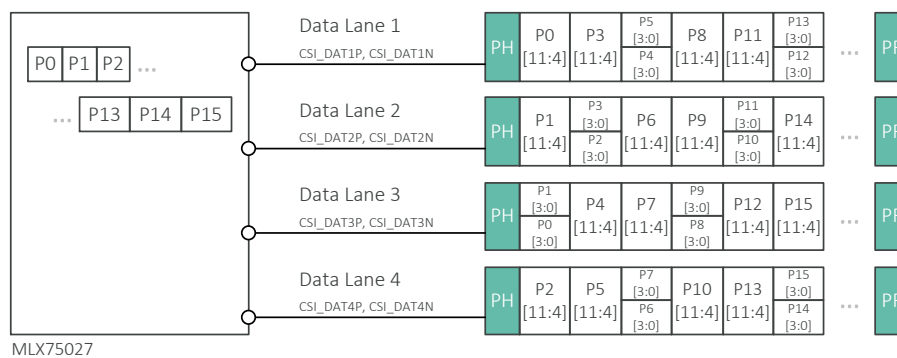 P0 P1 P2 ...
... P13 P14 P15
MLX75027
Data Lane 1
CSI_DAT1P, CSI_DAT1N
PH
P0
[11:4]
P3
[11:4]
P5
[3:0]
P4
[3:0]
P8
[11:4]
P11
[11:4]
P13
[3:0]
P12
[3:0]
...
PF
Data Lane 2
CSI_DAT2P, CSI_DAT2N
PH
P1
[11:4]
P3
[3:0]
P2
[3:0]
P6
[11:4]
P9
[11:4]
P11
[3:0]
P10
[3:0]
P14
[11:4]
...
PF
Data Lane 3
CSI_DAT3P, CSI_DAT3N
PH
P1
[3:0]
P0
[3:0]
P4
[11:4]
P7
[11:4]
P9
[3:0]
P8
[3:0]
P12
[11:4]
P15
[11:4]
...
PF
Data Lane 4
CSI_DAT4P, CSI_DAT4N
PH
P2
[11:4]
P5
[11:4]
P7
[3:0]
P6
[3:0]
P10
[11:4]
P13
[11:4]
P15
[3:0]
P14
[3:0]
...
PF